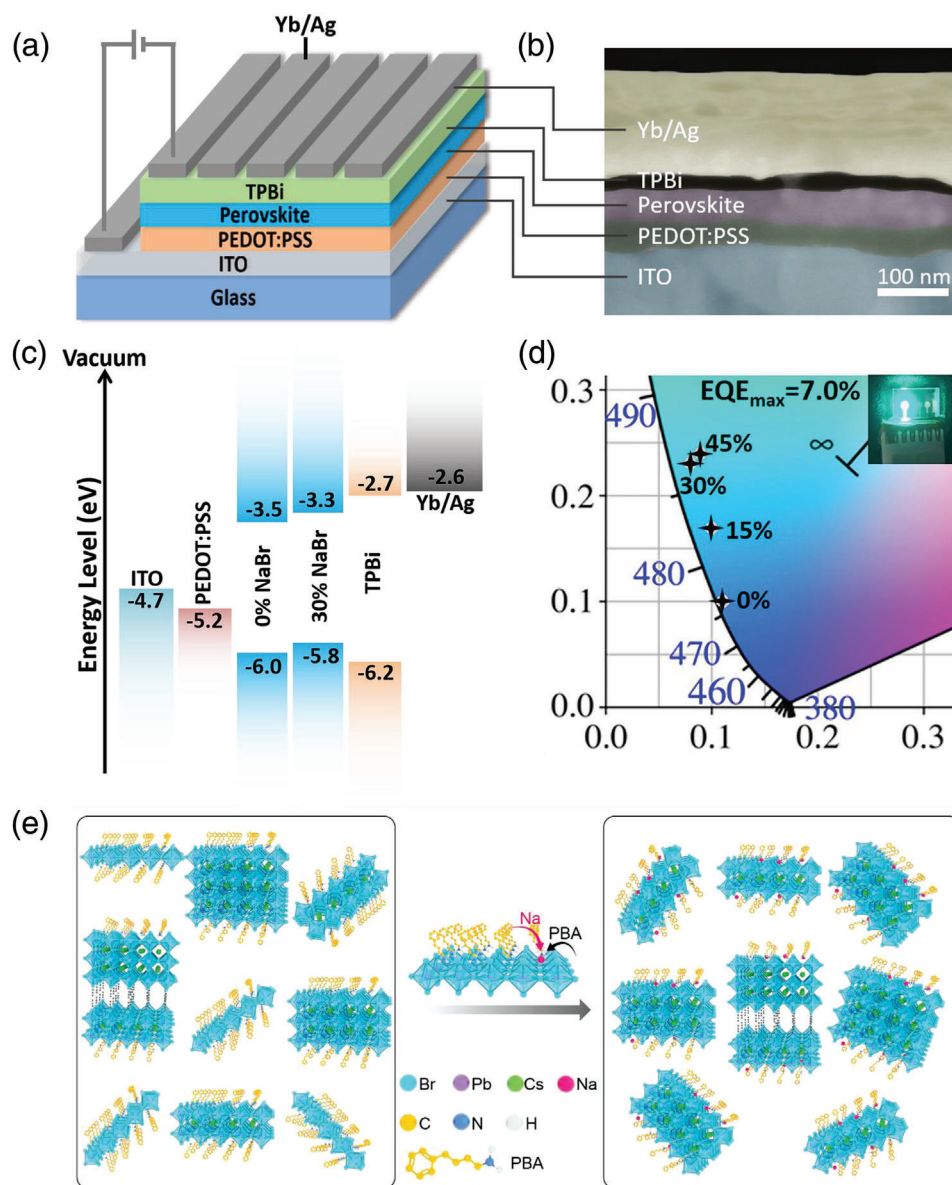 (a)
Yb/Ag
TPBi
Perovskite
PEDOT:PSS
ITO
Glass
(b)
Yb/Ag
TPBi
Perovskite
PEDOT:PSS
ITO
100 nm
(c)
Vacuum
Energy Level (eV)
ITO
-4.7
PEDOT:PSS
-5.2
0% NaBr
-3.5
-6.0
30% NaBr
-3.3
-5.8
TPBi
-2.7
-6.2
-2.6
Yb/Ag
(d)
EQEmax=7.0%
0.3
0.2
0.1
0.0
0.0 0.1 0.2 0.3
490
480
470
460
380
∞
45%
30%
15%
0%
(e)
Na
PBA
Br Pb Cs Na
C N H
PBA